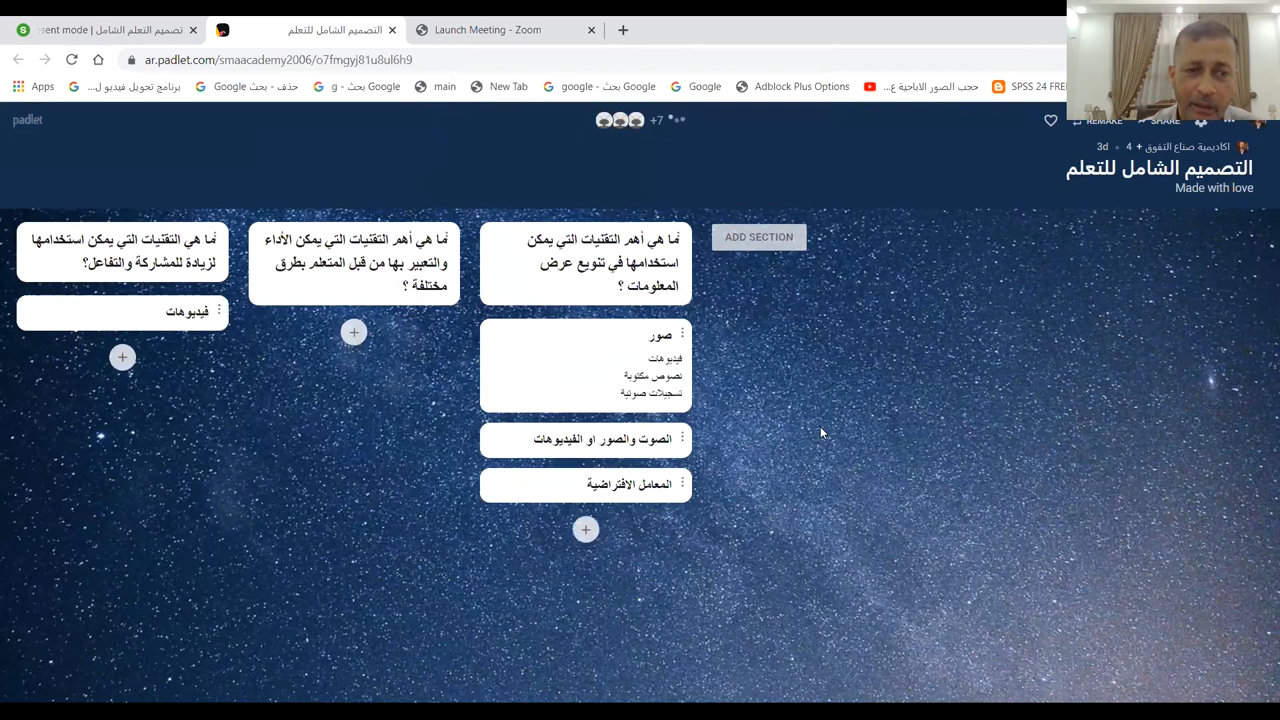 sent mode | تصميم التعلم الشامل
التصميم الشامل للتعلم
Launch Meeting - Zoom
ar.padlet.com/smaacademy2006/o7fmgyj81u8ul6h9
Apps
برنامج تحويل فيديو ل...
حذف - بحث Google
g - بحث Google
main
New Tab
google - بحث Google
Google
Adblock Plus Options
حجب الصور الاباحية ع...
SPSS 24 FRE
padlet
+7
REMAKE
SHARE
اكاديمية صناع التفوق + 4 • 3d
التصميم الشامل للتعلم
Made with love
ما هي أهم التقنيات التي يمكن
استخدامها في تنويع عرض
المعلومات ؟
صور
فيديوهات
نصوص مكتوبة
تسجيلات صوتية
الصوت والصور او الفيديوهات
المعامل الافتراضية
ما هي أهم التقنيات التي يمكن الأداء
والتعبير بها من قبل المتعلم بطرق
مختلفة ؟
ما هي التقنيات التي يمكن استخدامها
لزيادة للمشاركة والتفاعل؟
فيديوهات
ADD SECTION